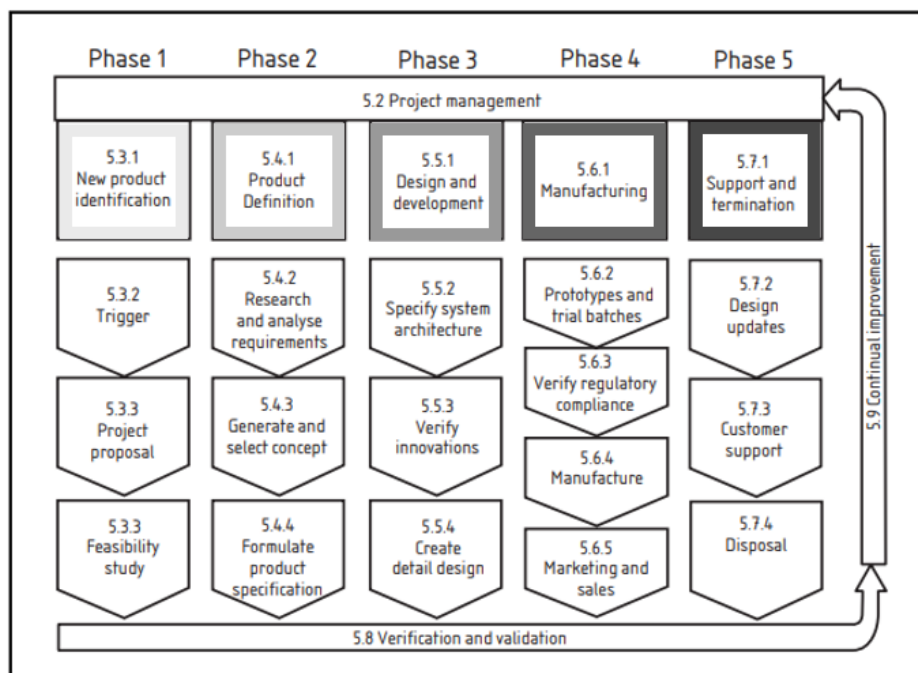 Phase 1
Phase 2
Phase 3
Phase 4
Phase 5
5.2 Project management
5.3.1
New product
identification
5.4.1
Product
Definition
5.5.1
Design and
development
5.6.1
Manufacturing
5.7.1
Support and
termination
5.3.2
Trigger
5.3.3
Project
proposal
5.3.3
Feasibility
study
5.4.2
Research
and analyse
requirements
5.4.3
Generate and
select concept
5.4.4
Formulate
product
specification
5.5.2
Specify system
architecture
5.5.3
Verify
innovations
5.5.4
Create
detail design
5.6.2
Prototypes and
trial batches
5.6.3
Verify regulatory
compliance
5.6.4
Manufacture
5.6.5
Marketing and
sales
5.7.2
Design
updates
5.7.3
Customer
support
5.7.4
Disposal
5.9 Continual improvement
5.8 Verification and validation